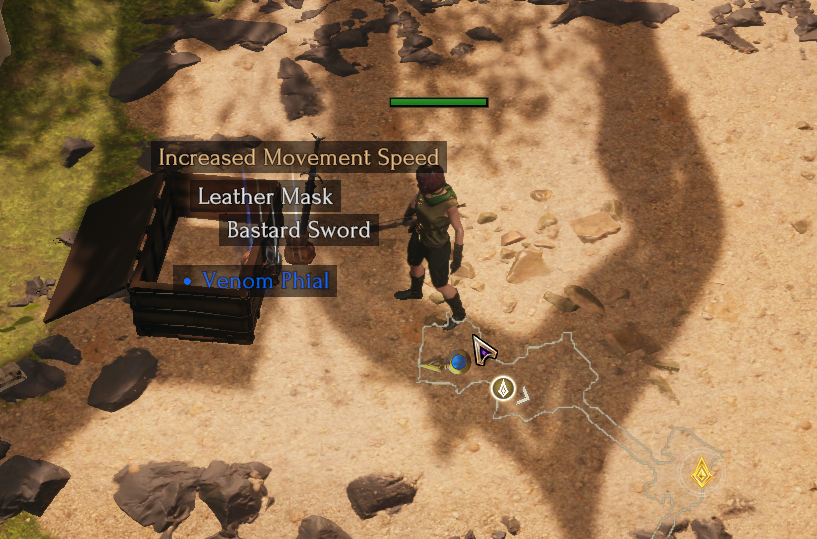 Increased Movement Speed
Leather Mask
Bastard Sword
• Venom Phial